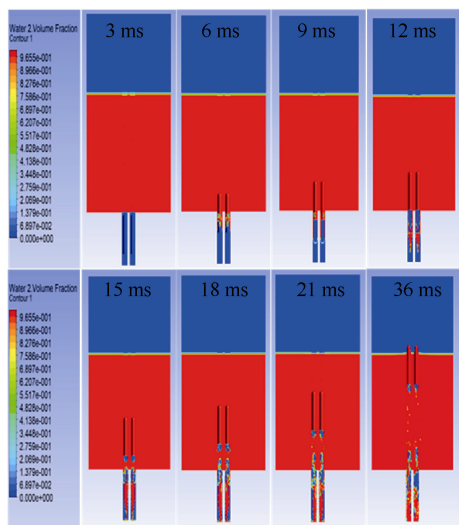 Water 2.Volume Fraction
Contour 1
9.655e-001
8.966e-001
8.276e-001
7.586e-001
6.897e-001
6.207e-001
5.517e-001
4.828e-001
4.138e-001
3.448e-001
2.759e-001
2.069e-001
1.379e-001
6.897e-002
0.000e+000
3 ms
6 ms
9 ms
12 ms
Water 2.Volume Fraction
Contour 1
9.655e-001
8.966e-001
8.276e-001
7.586e-001
6.897e-001
6.207e-001
5.517e-001
4.828e-001
4.138e-001
3.448e-001
2.759e-001
2.069e-001
1.379e-001
6.897e-002
0.000e+000
15 ms
18 ms
21 ms
36 ms